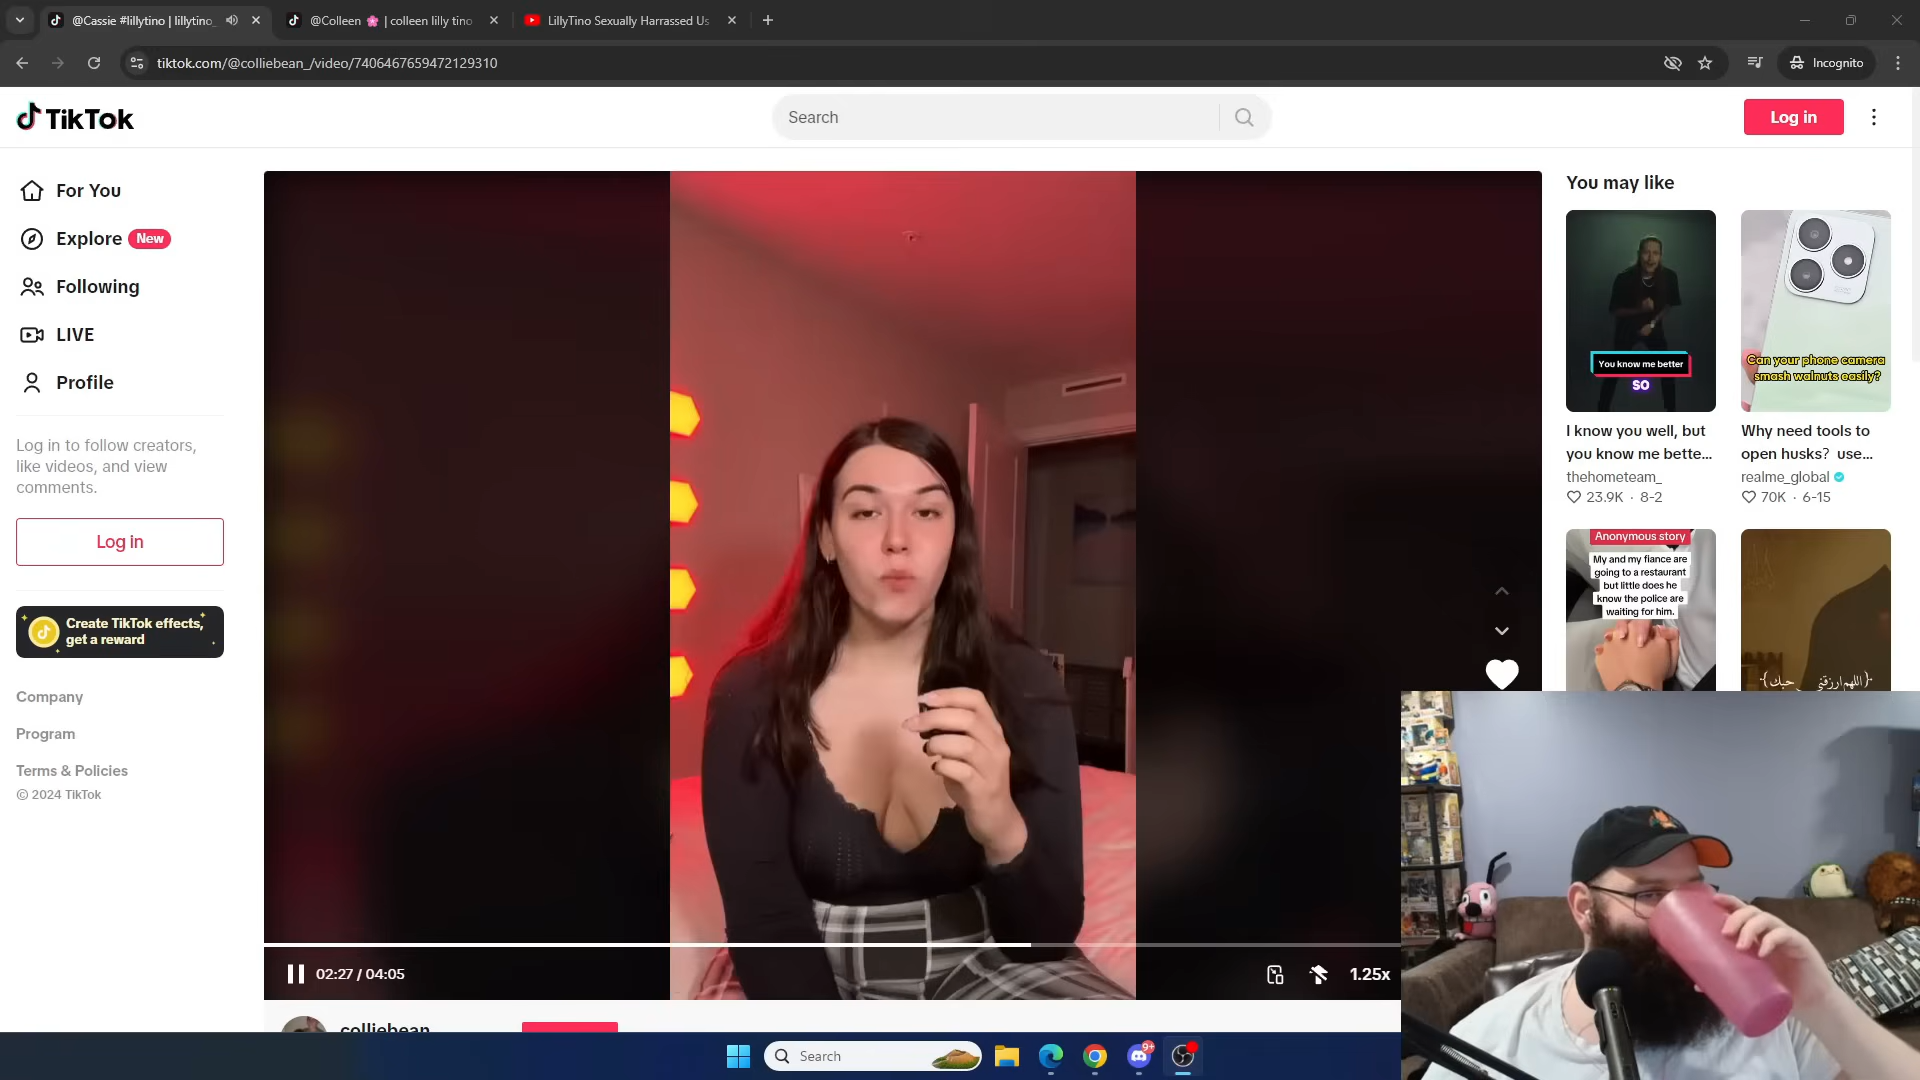 @Cassie #lillytino | lillytino_
@Colleen 🌸 | colleen lilly tino
LillyTino Sexually Harrassed Us
tiktok.com/@colliebean_/video/7406467659472129310
Incognito
TikTok
Search
Log in
For You
Explore New
Following
LIVE
Profile
Log in to follow creators,
like videos, and view
comments.
Log in
Create TikTok effects,
get a reward
Company
Program
Terms & Policies
© 2024 TikTok
02:27 / 04:05
1.25x
colliebean
You may like
You know me better
SO
I know you well, but
you know me bette...
thehometeam_
23.9K · 8-2
Can your phone camera
smash walnuts easily?
Why need tools to
open husks? use...
realme_global
70K · 6-15
Anonymous story
My and my fiance are
going to a restaurant
but little does he
know the police are
waiting for him.
{اللهم ارزقني حبك}
Search
9+